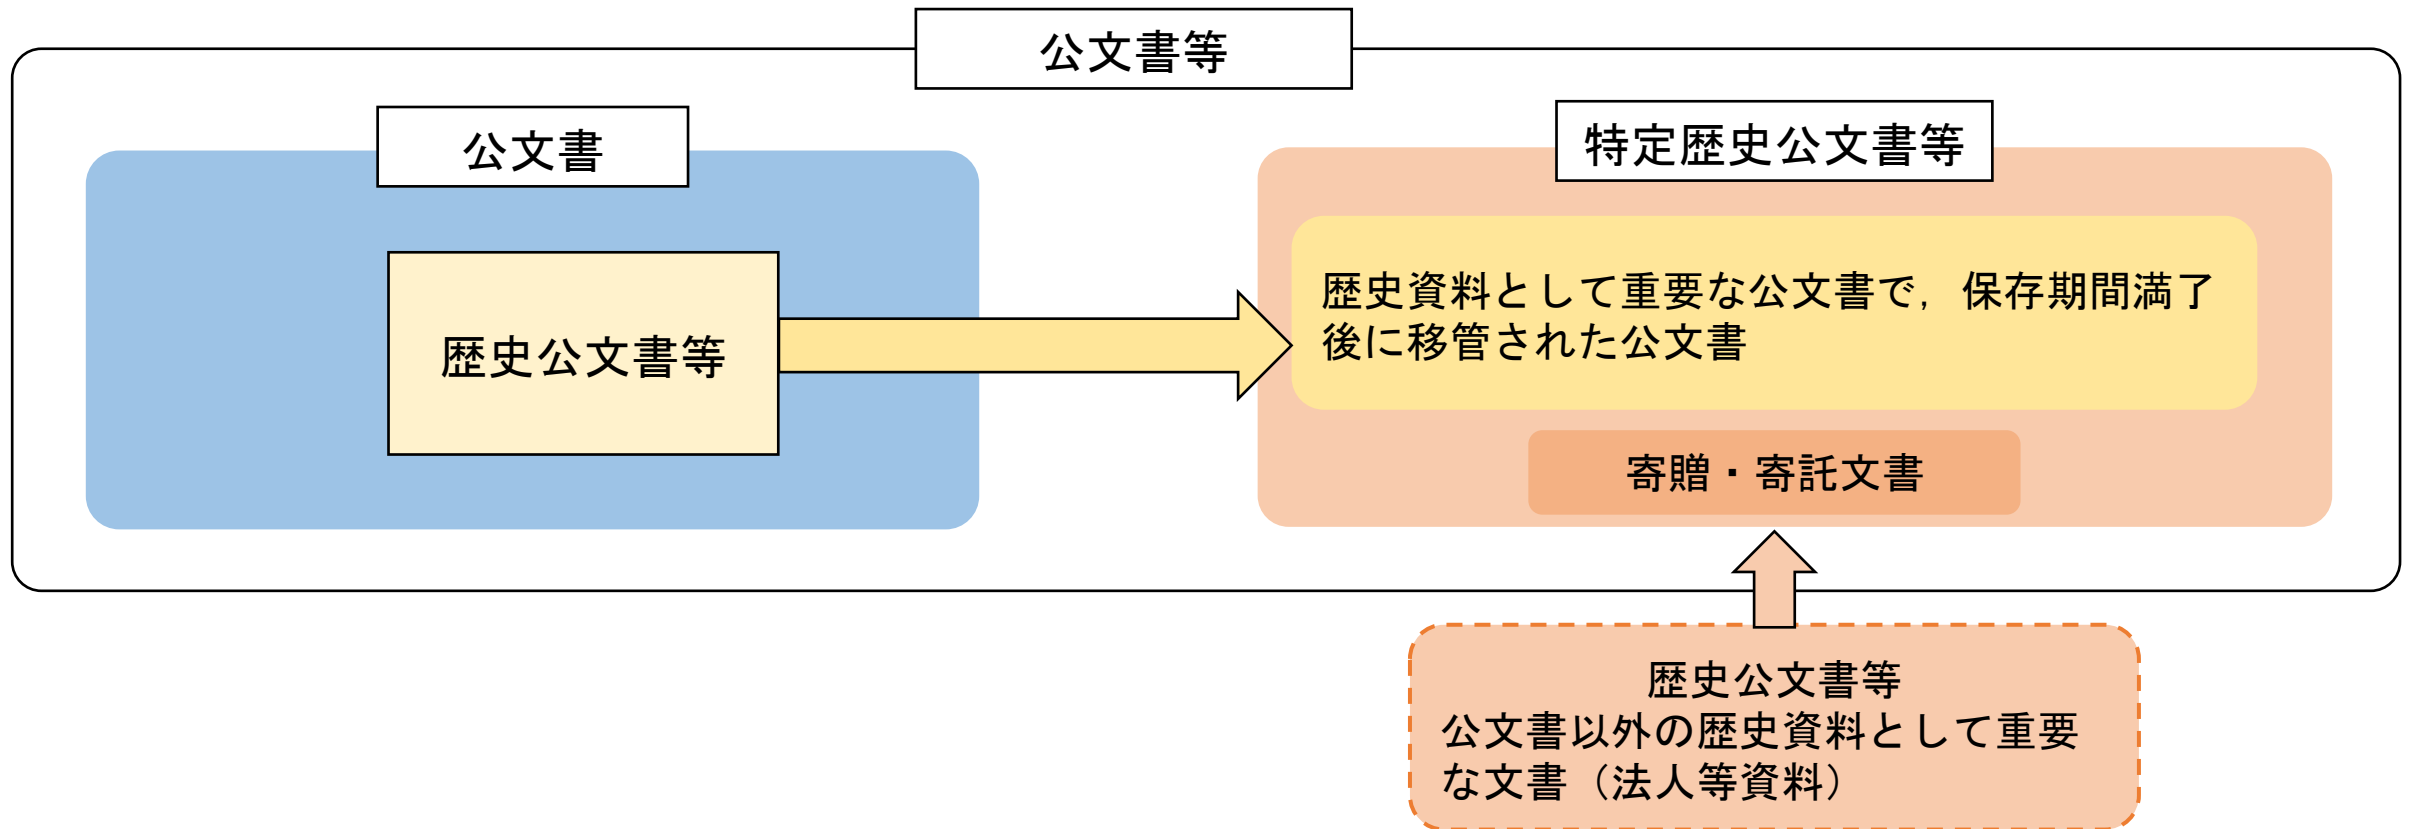 公文書等
公文書
特定歴史公文書等
歴史公文書等
歴史資料として重要な公文書で，保存期間満了
後に移管された公文書
寄贈・寄託文書
歴史公文書等
公文書以外の歴史資料として重要
な文書（法人等資料）